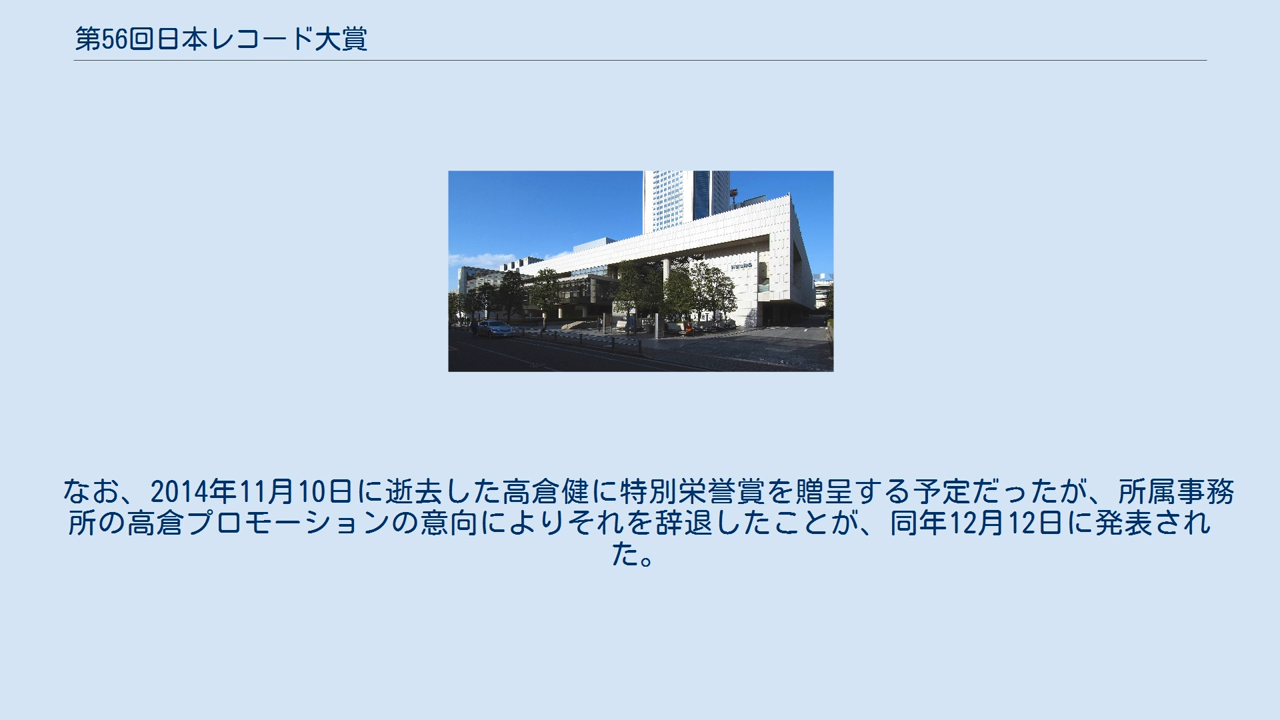 第56回日本レコード大賞
なお、2014年11月10日に逝去した高倉健に特別栄誉賞を贈呈する予定だったが、所属事務
所の高倉プロモーションの意向によりそれを辞退したことが、同年12月12日に発表され
た。